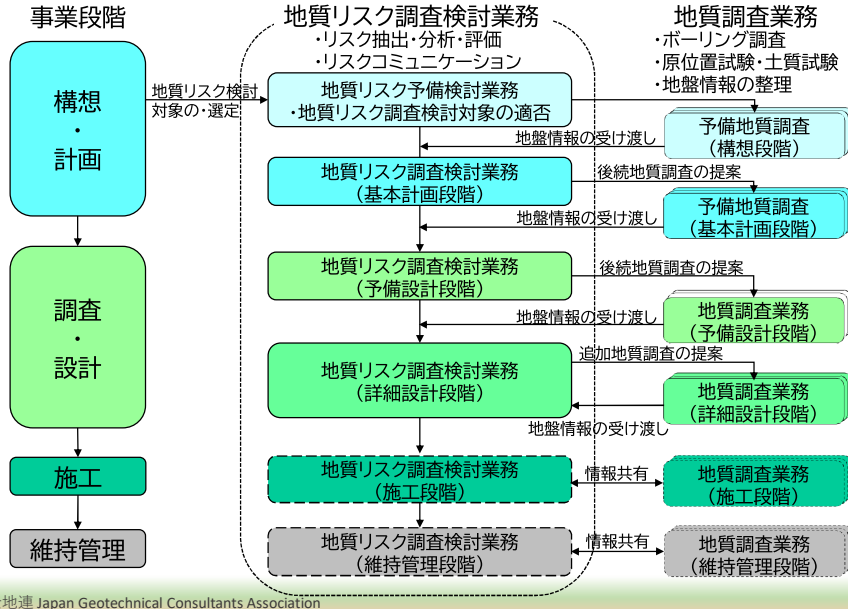 事業段階
地質リスク調査検討業務
・リスク抽出・分析・評価
・リスクコミュニケーション
地質調査業務
・ボーリング調査
・原位置試験・土質試験
・地盤情報の整理
構想
・
計画
地質リスク検討
対象の・選定
地質リスク予備検討業務
・地質リスク調査検討対象の適否
予備地質調査
（構想段階）
地盤情報の受け渡し
地質リスク調査検討業務
（基本計画段階）
後続地質調査の提案
予備地質調査
（基本計画段階）
地盤情報の受け渡し
調査
・
設計
地質リスク調査検討業務
（予備設計段階）
後続地質調査の提案
地質調査業務
（予備設計段階）
地盤情報の受け渡し
地質リスク調査検討業務
（詳細設計段階）
追加地質調査の提案
地質調査業務
（詳細設計段階）
地盤情報の受け渡し
施工
地質リスク調査検討業務
（施工段階）
情報共有
地質調査業務
（施工段階）
維持管理
地質リスク調査検討業務
（維持管理段階）
情報共有
地質調査業務
（維持管理段階）
地連 Japan Geotechnical Consultants Association